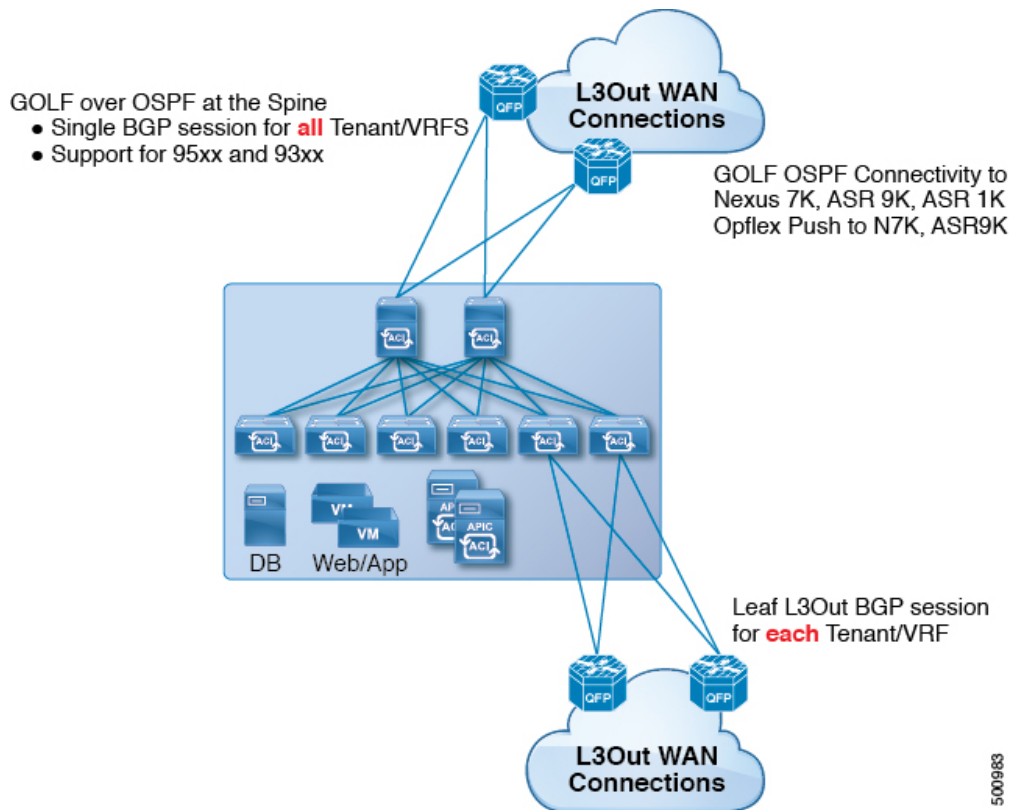 L3Out WAN
Connections
QFP
QFP
GOLF over OSPF at the Spine
● Single BGP session for all Tenant/VRFS
● Support for 95xx and 93xx
GOLF OSPF Connectivity to
Nexus 7K, ASR 9K, ASR 1K
Opflex Push to N7K, ASR9K
ACI
ACI
ACI
ACI
ACI
ACI
ACI
ACI
DB
VM
VM
Web/App
AP
AC
APIC
ACI
Leaf L3Out BGP session
for each Tenant/VRF
QFP
QFP
L3Out WAN
Connections
500983